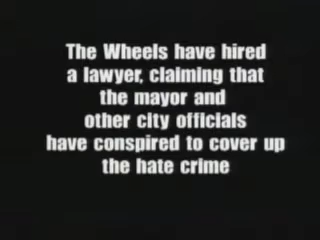 The Wheels have hired
a lawyer, claiming that
the mayor and
other city officials
have conspired to cover up
the hate crime